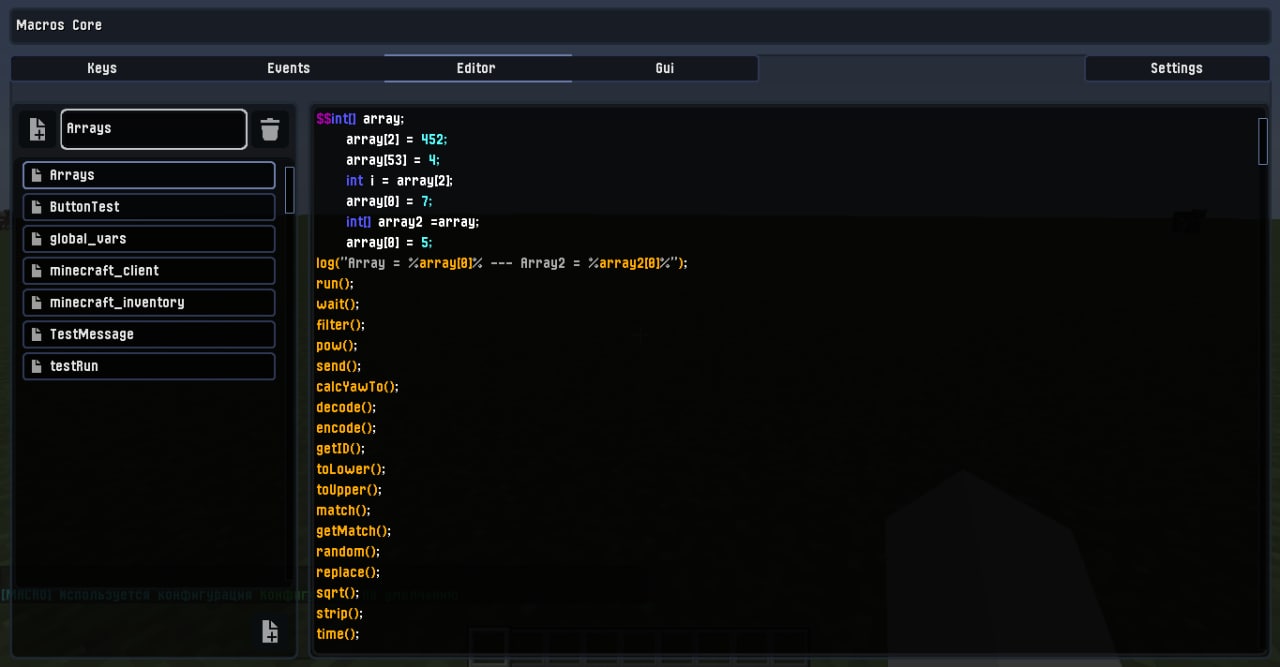 Macros Core
Keys Events Editor Gui Settings
Arrays
Arrays
ButtonTest
global_vars
minecraft_client
minecraft_inventory
TestMessage
testRun
$$int[] array;
array[2] = 452;
array[53] = 4;
int i = array[2];
array[0] = 7;
int[] array2 =array;
array[0] = 5;
log("Array = %array[0]% --- Array2 = %array2[0]%");
run();
wait();
filter();
pow();
send();
calcYawTo();
decode();
encode();
getID();
toLower();
toUpper();
match();
getMatch();
random();
replace();
sqrt();
strip();
time();
[MACRO] Используется конфигурация умолчанию